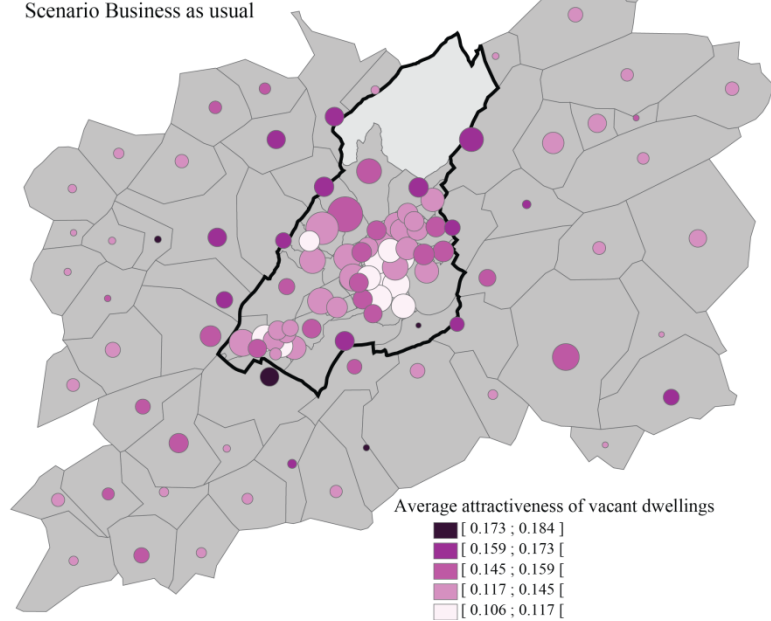 Scenario Business as usual
Average attractiveness of vacant dwellings
[ 0.173 ; 0.184 ]
[ 0.159 ; 0.173 [
[ 0.145 ; 0.159 [
[ 0.117 ; 0.145 [
[ 0.106 ; 0.117 [